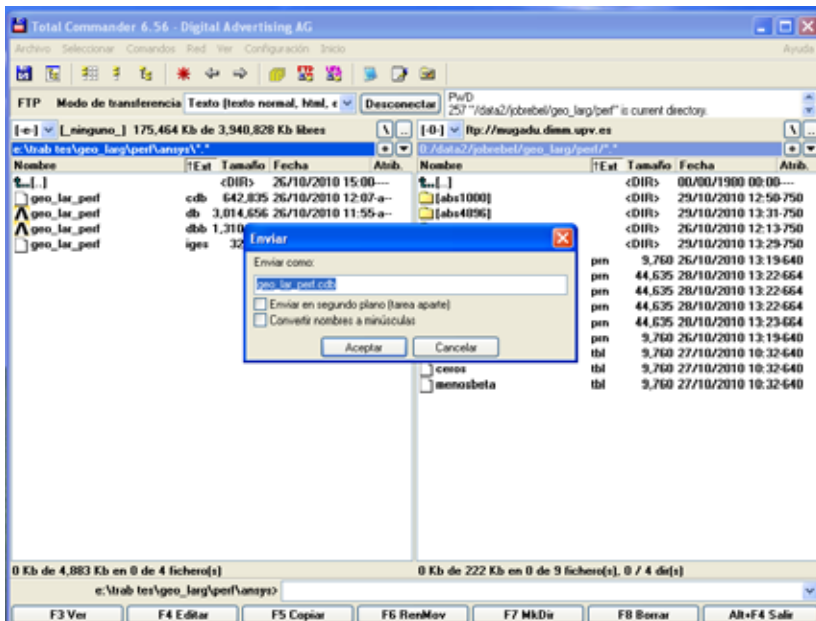 Total Commander 6.56 - Digital Advertising AG
Archivo Seleccionar Comandos Red Ver Configuración Inicio Ayuda
FTP Modo de transferencia Texto (texto normal, html, e Desconectar PWD
257 "/data2/jobrebel/geo_larg/perf" is current directory.
[-e-] [_ninguno_] 175,464 Kb de 3,940,828 Kb libres \ ..
[-0-] ftp://mugadu.dimm.upv.es \ ..
e:\trab tes\geo_larg\perf\ansys\*.* *
0:/data2/jobrebel/geo_larg/perf/*.* *
Nombre ↑Ext Tamaño Fecha Atrib.
[..] <DIR> 26/10/2010 15:00----
geo_lar_perf cdb 642,835 26/10/2010 12:07-a--
geo_lar_perf db 3,014,656 26/10/2010 11:55-a--
geo_lar_perf dbb 1,310
geo_lar_perf iges 32
Nombre ↑Ext Tamaño Fecha Atrib.
[..] <DIR> 00/00/1980 00:00----
[abs1000] <DIR> 29/10/2010 12:50-750
[abs4096] <DIR> 29/10/2010 13:31-750
<DIR> 26/10/2010 12:13-750
<DIR> 29/10/2010 13:29-750
prn 9,760 26/10/2010 13:19-640
prn 44,635 28/10/2010 13:22-664
prn 44,635 28/10/2010 13:22-664
prn 44,635 28/10/2010 13:22-664
prn 44,635 28/10/2010 13:23-664
prn 9,760 26/10/2010 13:19-640
tbl 9,760 27/10/2010 10:32-640
ceros tbl 9,760 27/10/2010 10:32-640
menosbeta tbl 9,760 27/10/2010 10:32-640
Enviar
Enviar como:
geo_lar_perf.cdb
Enviar en segundo plano (tarea aparte)
Convertir nombres a minúsculas
Aceptar Cancelar
0 Kb de 4,883 Kb en 0 de 4 fichero(s)
0 Kb de 222 Kb en 0 de 9 fichero(s), 0 / 4 dir(s)
e:\trab tes\geo_larg\perf\ansys>
F3 Ver F4 Editar F5 Copiar F6 RenMov F7 MkDir F8 Borrar Alt+F4 Salir